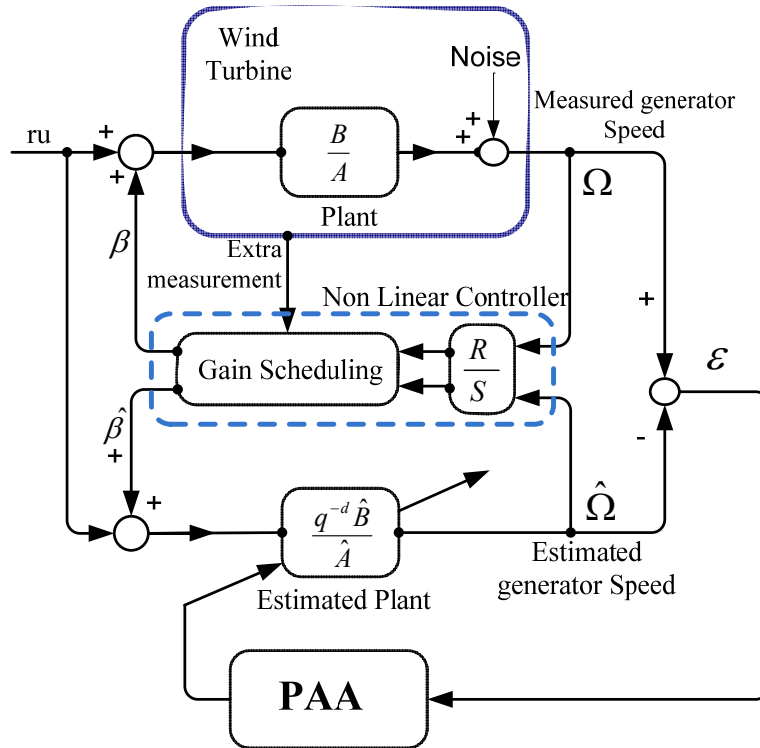 Wind
Turbine
Noise
Measured generator
Speed
ru
+
+
B
A
+
+
Ω
Plant
β
Extra
measurement
Non Linear Controller
+
Gain Scheduling
R
S
ε
β̂
+
+
-
q^{-d} B̂
Â
Ω̂
Estimated Plant
Estimated
generator Speed
PAA